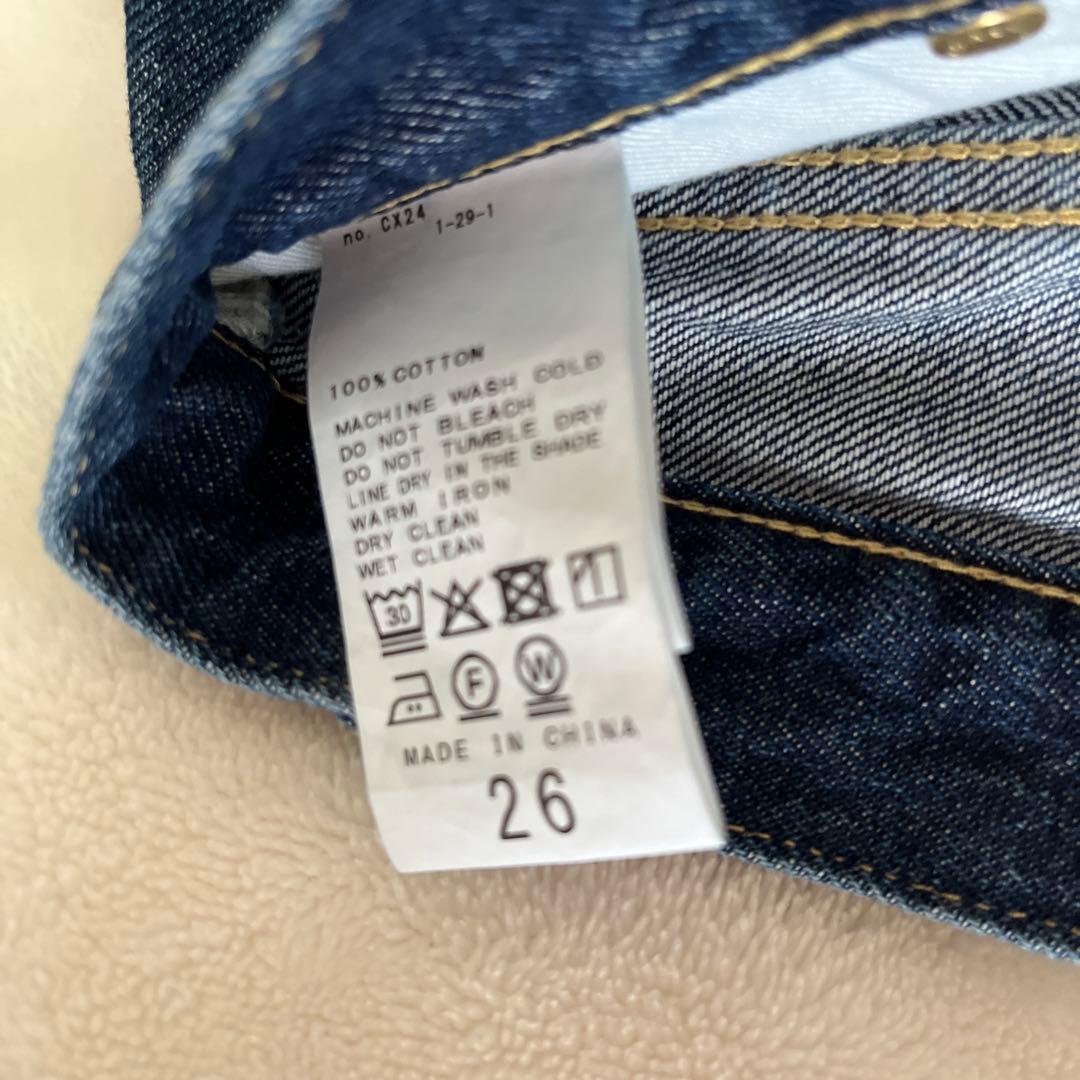 no. CX24
1-29-1
100% COTTON
MACHINE WASH COLD
DO NOT BLEACH
DO NOT TUMBLE DRY
LINE DRY IN THE SHADE
WARM IRON
DRY CLEAN
WET CLEAN
30
F W
MADE IN CHINA
26